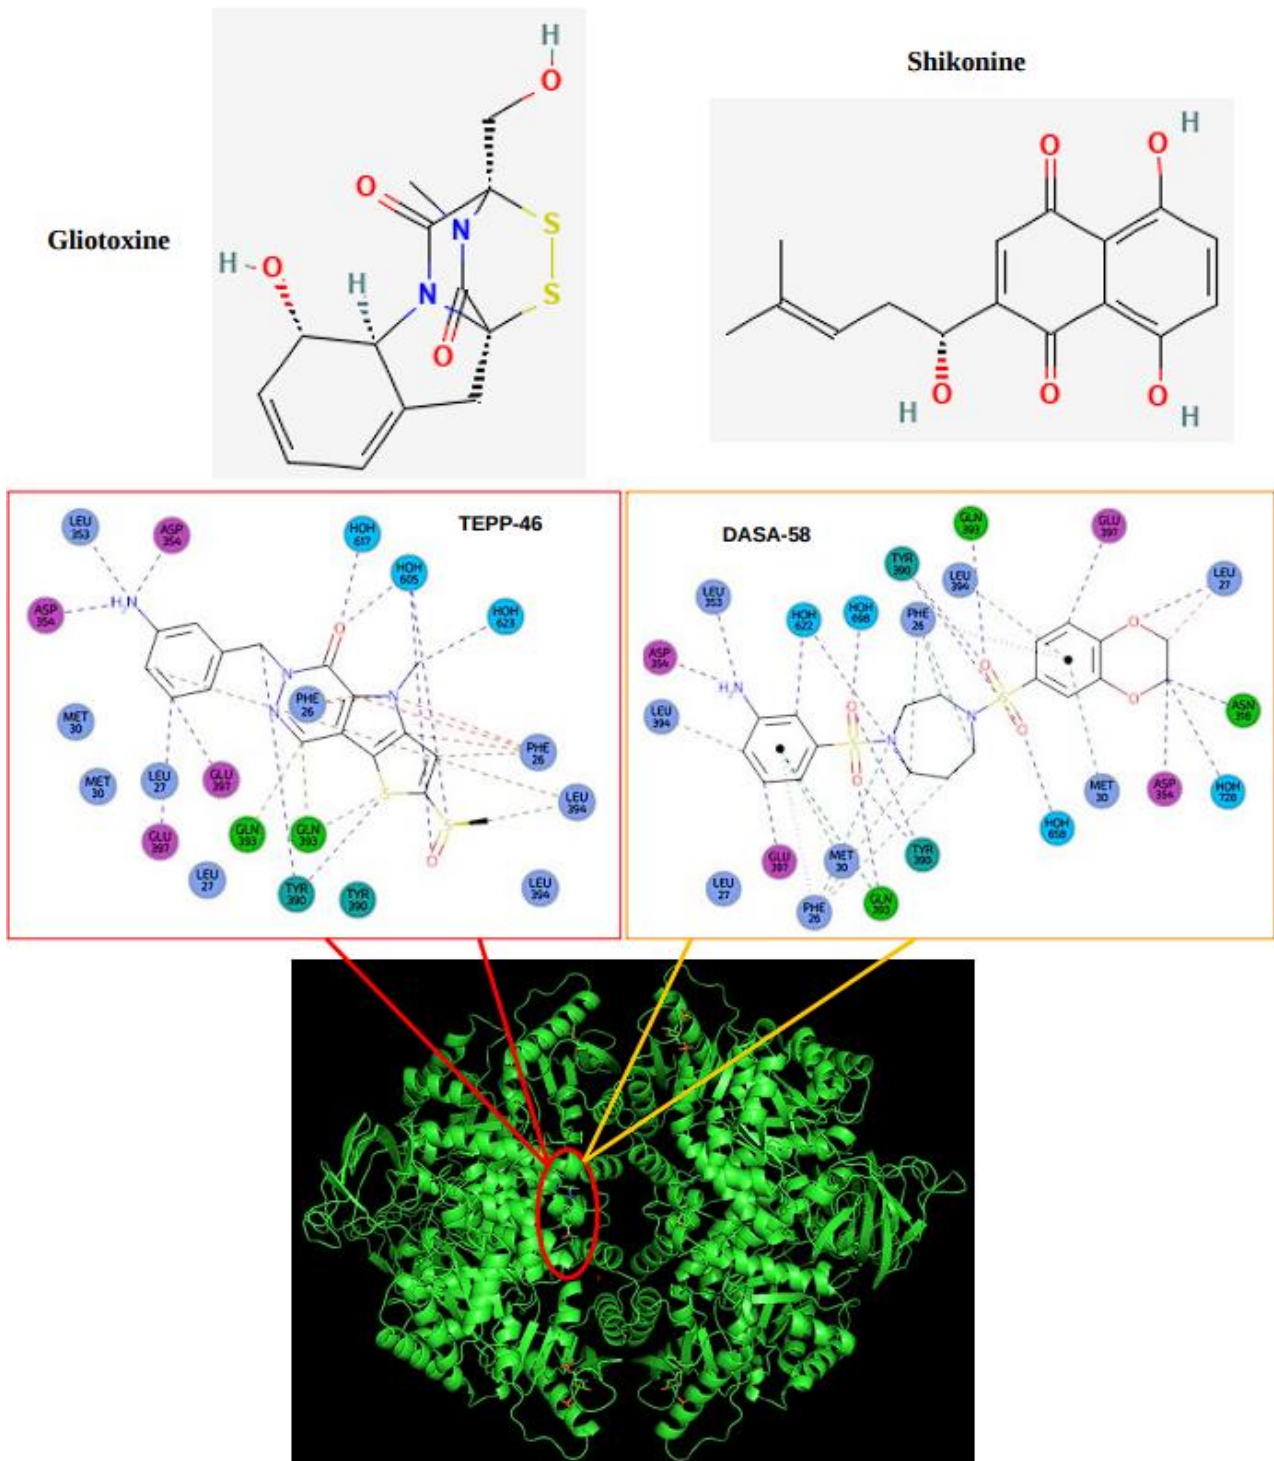 H
O
Shikonine
H
O
O
O
N
S
Gliotoxine
H
O
H
N
S
O
O
H
O
O
H
TEPP-46
LEU 353
ASP 354
HOH 617
HOH 605
HOH 623
ASP 354
H₂N
O
N
N
N
PHE 26
MET 30
PHE 26
MET 30
LEU 27
GLU 397
LEU 394
S
S
O
GLU 397
GLN 393
GLN 393
LEU 27
TYR 390
TYR 390
LEU 394
DASA-58
GLN 393
GLU 397
TYR 390
LEU 394
LEU 27
LEU 353
HOH 622
HOH 698
PHE 26
O
ASP 354
H₂N
O
S
O
O
LEU 394
O
S
O
N
N
ASN 318
MET 30
ASP 354
HOH 728
HOH 658
GLU 397
MET 30
TYR 390
LEU 27
PHE 26
GLN 393